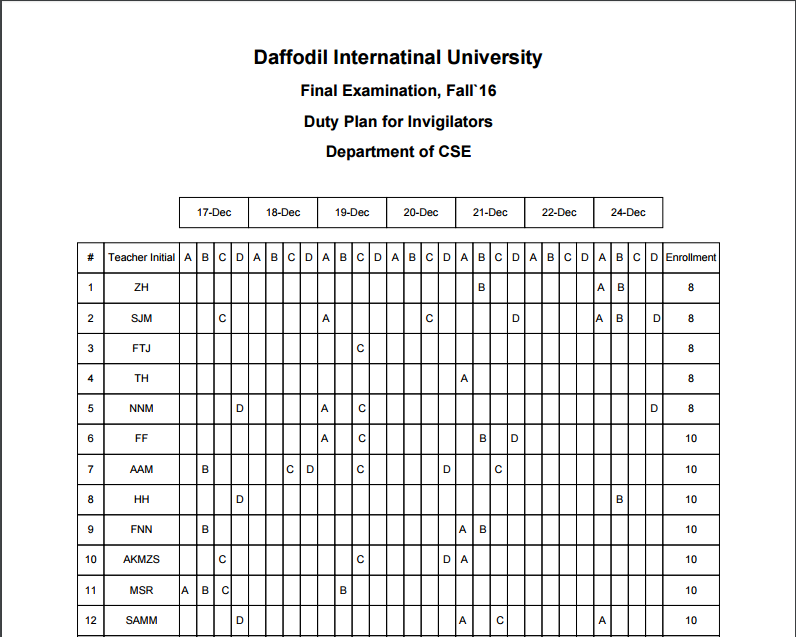 Daffodil Internatinal University
Final Examination, Fall`16
Duty Plan for Invigilators
Department of CSE
17-Dec 18-Dec 19-Dec 20-Dec 21-Dec 22-Dec 24-Dec
# Teacher Initial A B C D A B C D A B C D A B C D A B C D A B C D A B C D Enrollment
1 ZH B A B 8
2 SJM C A C D A B D 8
3 FTJ C 8
4 TH A 8
5 NNM D A C D 8
6 FF A C B D 10
7 AAM B C D C D C 10
8 HH D B 10
9 FNN B A B 10
10 AKMZS C C D A 10
11 MSR A B C B 10
12 SAMM D A C A 10